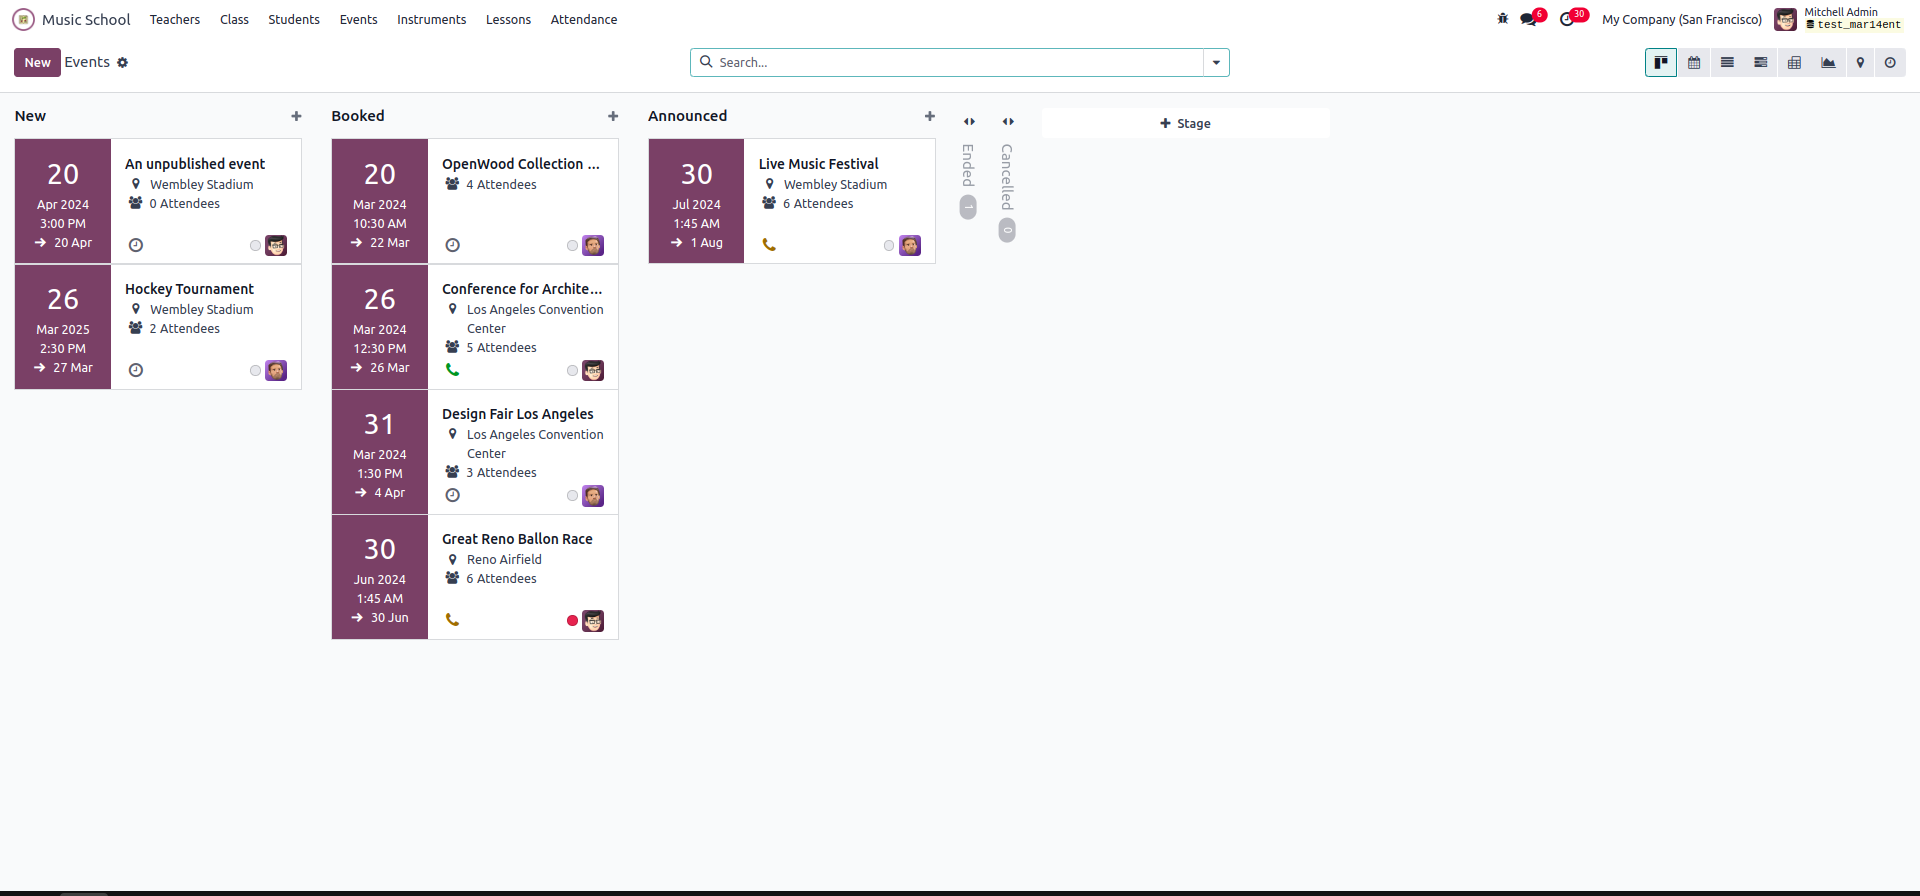 Music School Teachers Class Students Events Instruments Lessons Attendance 6 30 My Company (San Francisco) Mitchell Admin
test_mar14ent
New Events Search...
New
20
Apr 2024
3:00 PM
→ 20 Apr
An unpublished event
Wembley Stadium
0 Attendees
26
Mar 2025
2:30 PM
→ 27 Mar
Hockey Tournament
Wembley Stadium
2 Attendees
Booked
20
Mar 2024
10:30 AM
→ 22 Mar
OpenWood Collection ...
4 Attendees
26
Mar 2024
12:30 PM
→ 26 Mar
Conference for Archite...
Los Angeles Convention
Center
5 Attendees
31
Mar 2024
1:30 PM
→ 4 Apr
Design Fair Los Angeles
Los Angeles Convention
Center
3 Attendees
30
Jun 2024
1:45 AM
→ 30 Jun
Great Reno Ballon Race
Reno Airfield
6 Attendees
Announced
30
Jul 2024
1:45 AM
→ 1 Aug
Live Music Festival
Wembley Stadium
6 Attendees
Ended 1
Cancelled 0
+ Stage